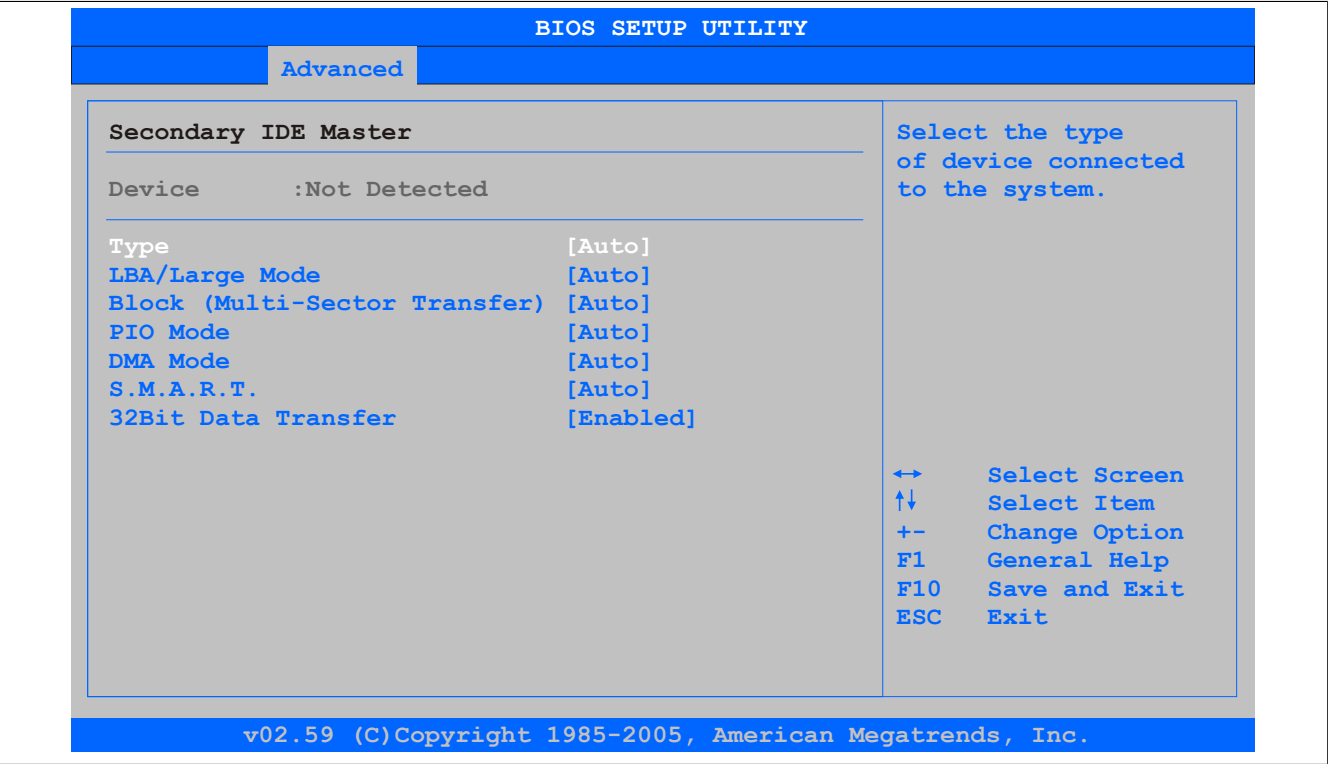 BIOS SETUP UTILITY
Advanced
Secondary IDE Master
Device :Not Detected
Type [Auto]
LBA/Large Mode [Auto]
Block (Multi-Sector Transfer) [Auto]
PIO Mode [Auto]
DMA Mode [Auto]
S.M.A.R.T. [Auto]
32Bit Data Transfer [Enabled]
Select the type
of device connected
to the system.
↔ Select Screen
↑↓ Select Item
+- Change Option
F1 General Help
F10 Save and Exit
ESC Exit
v02.59 (C)Copyright 1985-2005, American Megatrends, Inc.